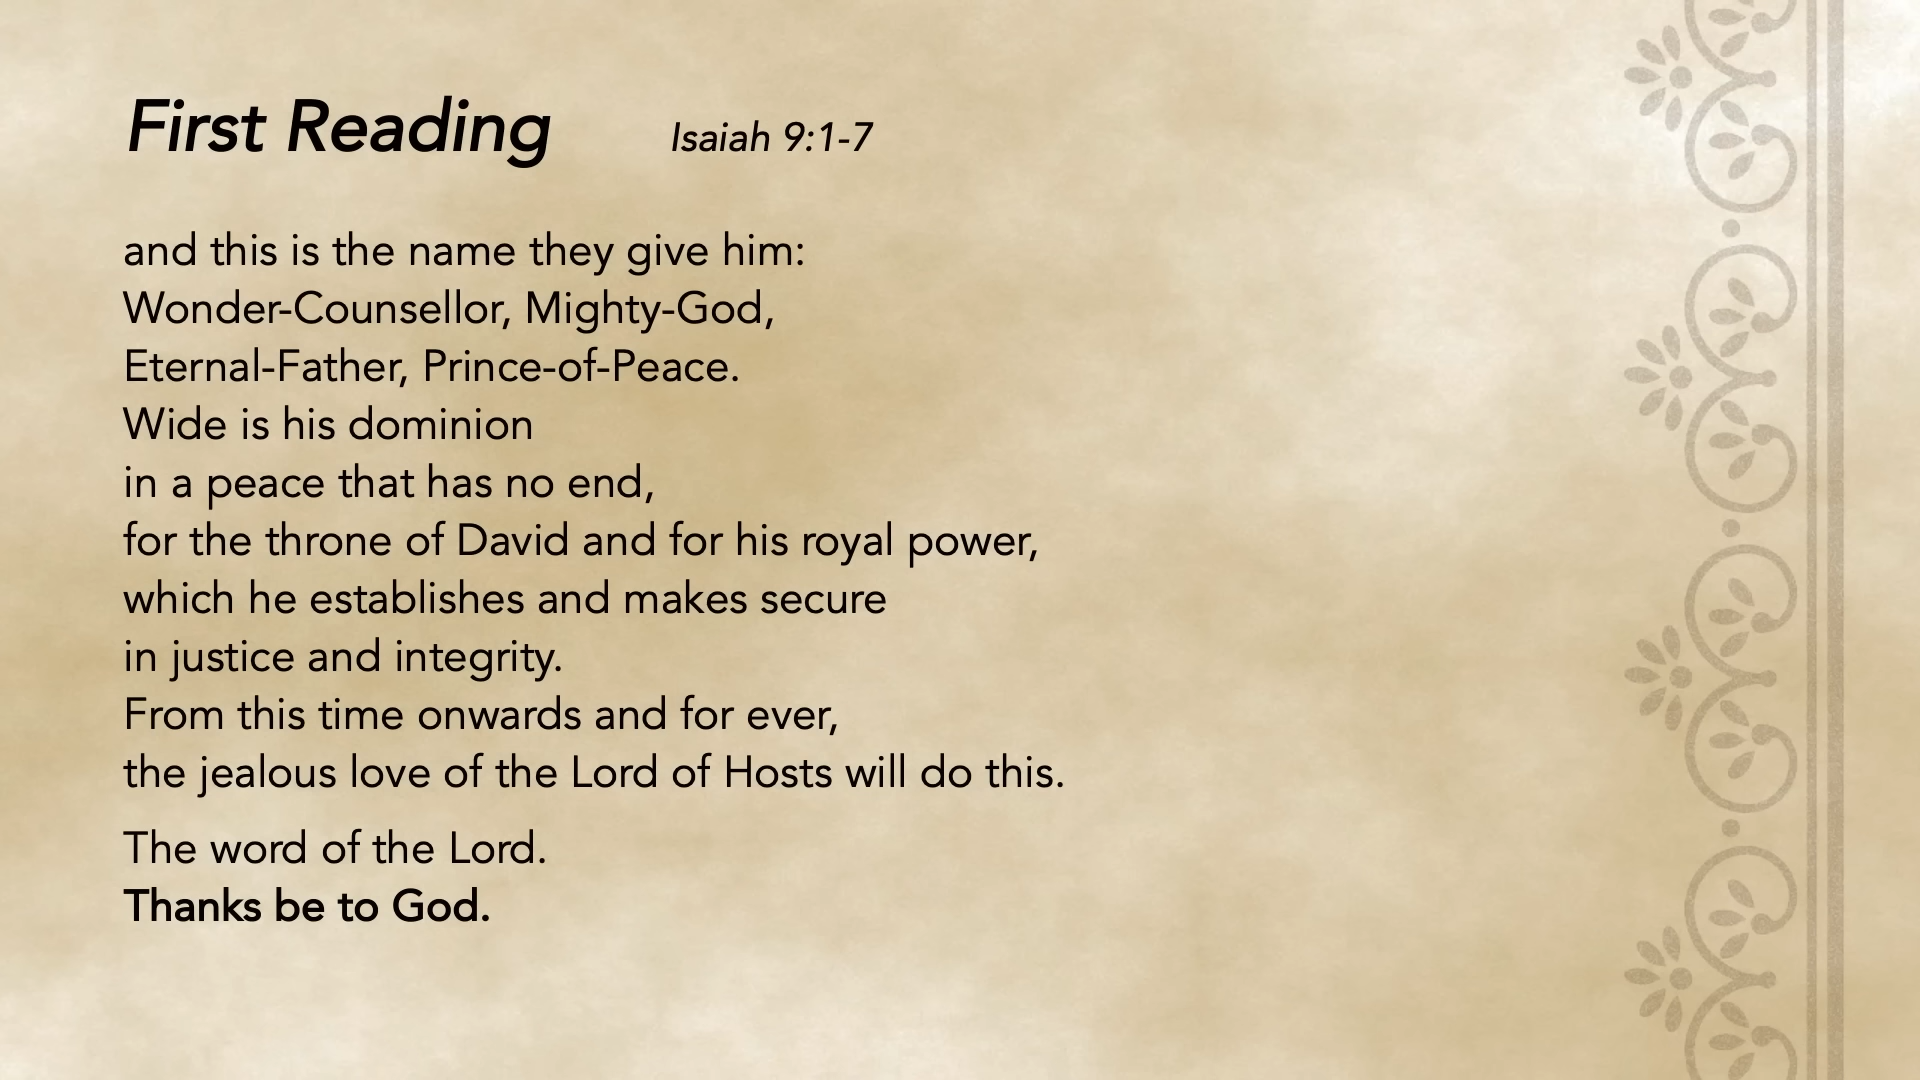 First Reading Isaiah 9:1-7
and this is the name they give him:
Wonder-Counsellor, Mighty-God,
Eternal-Father, Prince-of-Peace.
Wide is his dominion
in a peace that has no end,
for the throne of David and for his royal power,
which he establishes and makes secure
in justice and integrity.
From this time onwards and for ever,
the jealous love of the Lord of Hosts will do this.
The word of the Lord.
Thanks be to God.